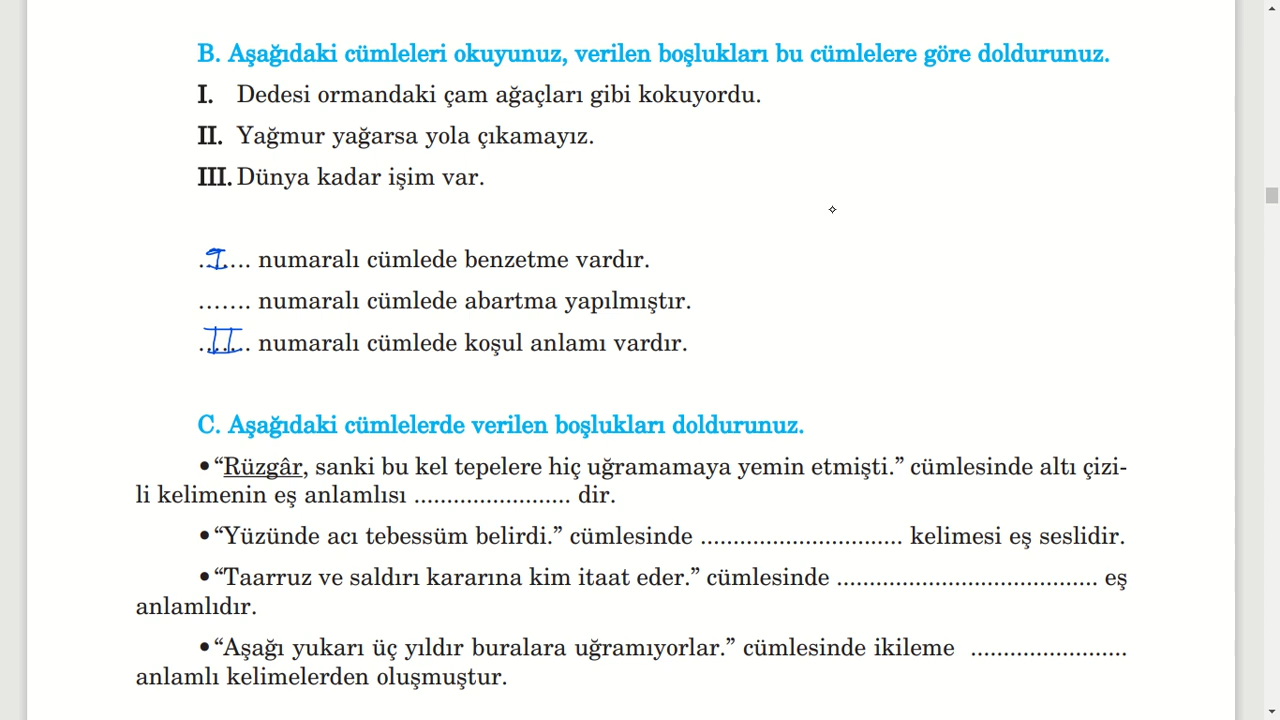 B. Aşağıdaki cümleleri okuyunuz, verilen boşlukları bu cümlelere göre doldurunuz.
I. Dedesi ormandaki çam ağaçları gibi kokuyordu.
II. Yağmur yağarsa yola çıkamayız.
III. Dünya kadar işim var.
..I.... numaralı cümlede benzetme vardır.
....... numaralı cümlede abartma yapılmıştır.
..II... numaralı cümlede koşul anlamı vardır.
C. Aşağıdaki cümlelerde verilen boşlukları doldurunuz.
• “Rüzgâr, sanki bu kel tepelere hiç uğramamaya yemin etmişti.” cümlesinde altı çizi-
li kelimenin eş anlamlısı ........................ dir.
• “Yüzünde acı tebessüm belirdi.” cümlesinde ............................... kelimesi eş seslidir.
• “Taarruz ve saldırı kararına kim itaat eder.” cümlesinde ........................................ eş
anlamlıdır.
• “Aşağı yukarı üç yıldır buralara uğramıyorlar.” cümlesinde ikileme ........................
anlamlı kelimelerden oluşmuştur.